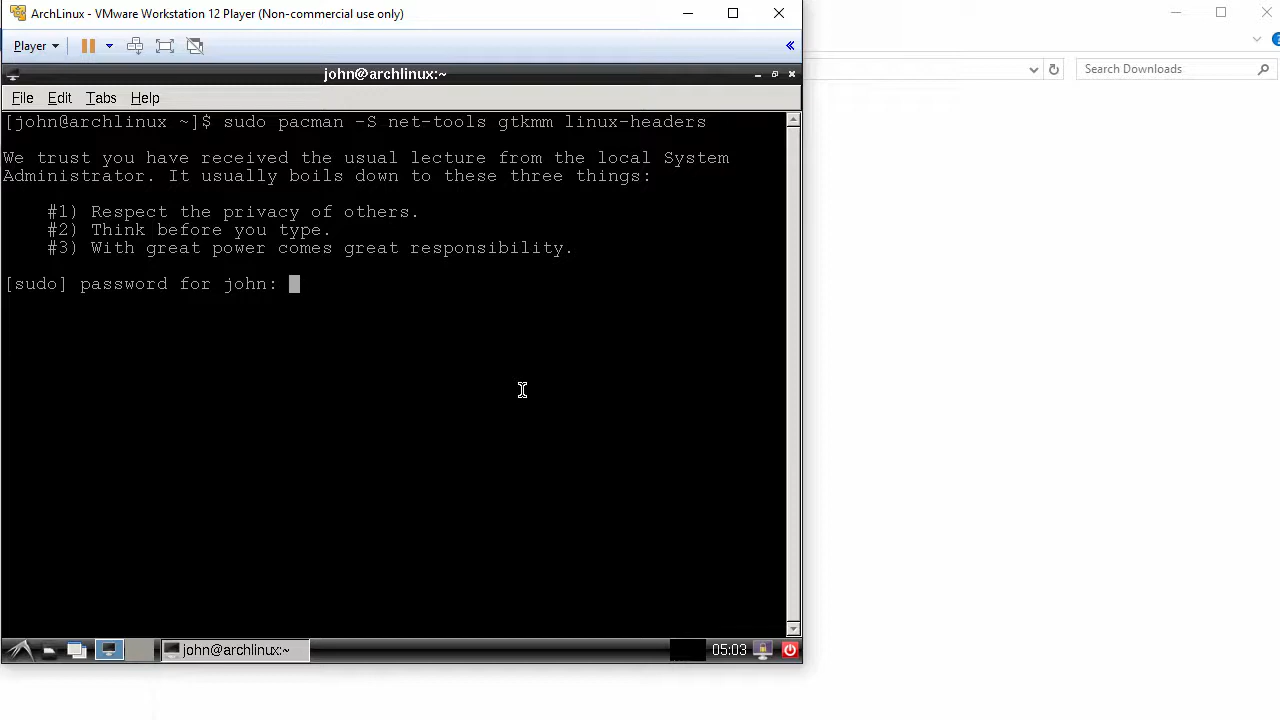 ArchLinux - VMware Workstation 12 Player (Non-commercial use only)
Player
Search Downloads
john@archlinux:~
File Edit Tabs Help
[john@archlinux ~]$ sudo pacman -S net-tools gtkmm linux-headers
We trust you have received the usual lecture from the local System
Administrator. It usually boils down to these three things:
#1) Respect the privacy of others.
#2) Think before you type.
#3) With great power comes great responsibility.
[sudo] password for john:
john@archlinux:~
05:03